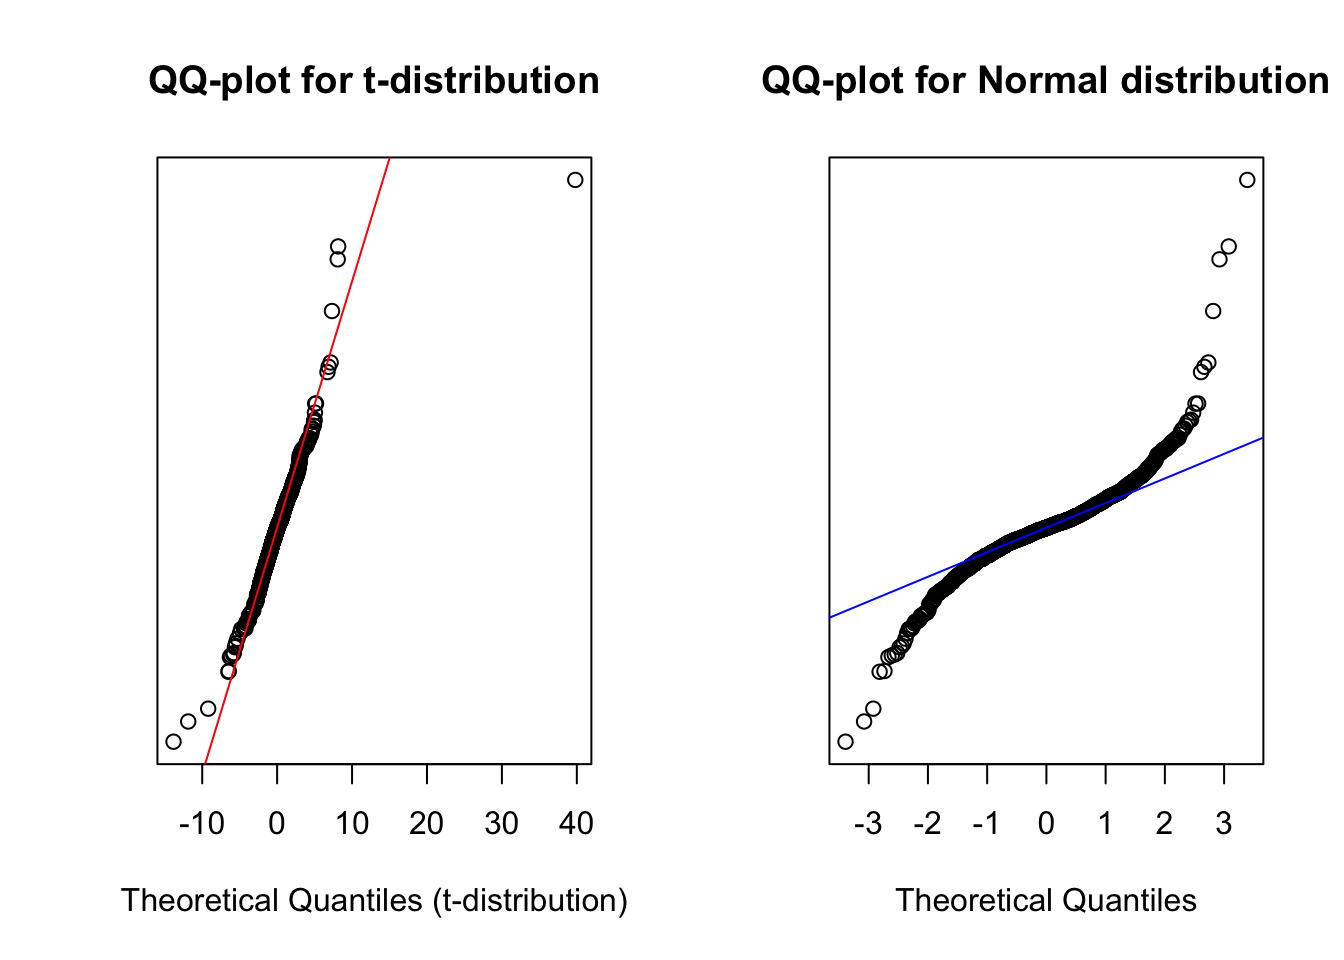 QQ-plot for t-distribution
-10 0 10 20 30 40
Theoretical Quantiles (t-distribution)
QQ-plot for Normal distribution
-3 -2 -1 0 1 2 3
Theoretical Quantiles